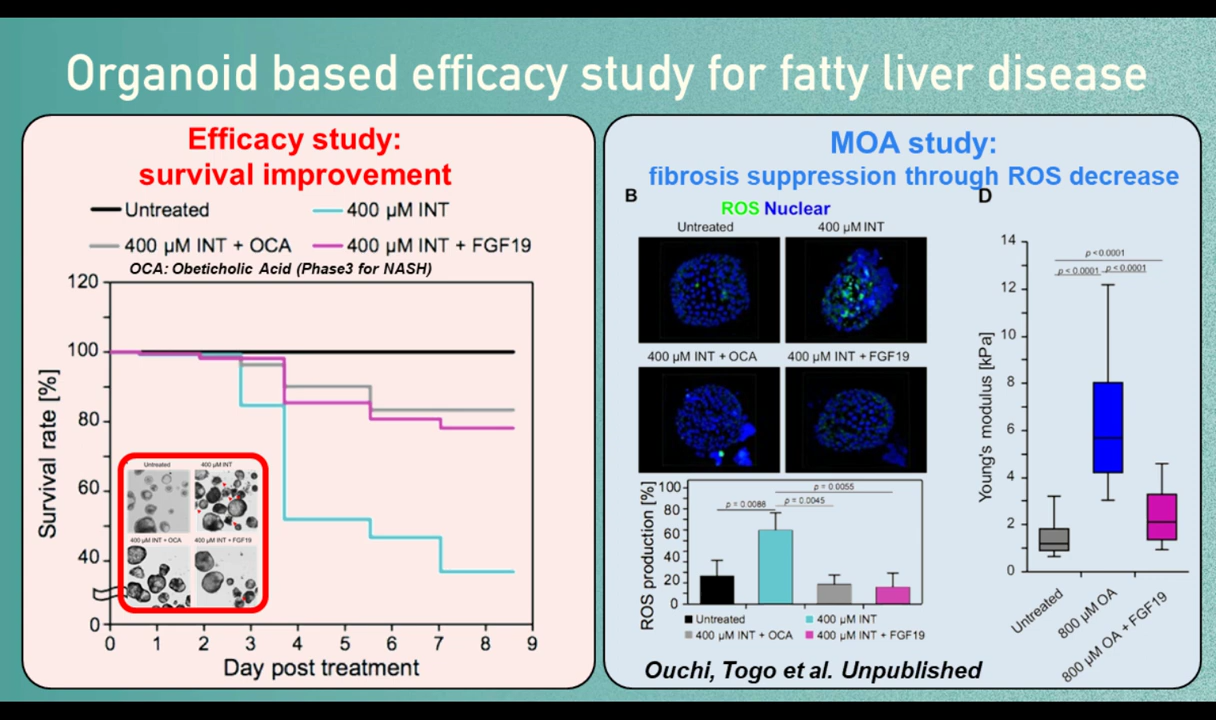 Organoid based efficacy study for fatty liver disease
Efficacy study:
survival improvement
Untreated
400 µM INT
400 µM INT + OCA
400 µM INT + FGF19
OCA: Obeticholic Acid (Phase3 for NASH)
Survival rate [%]
120
100
80
60
40
0
Untreated
400 µM INT
400 µM INT + OCA
400 µM INT + FGF19
0 1 2 3 4 5 6 7 8 9
Day post treatment
MOA study:
fibrosis suppression through ROS decrease
B
ROS Nuclear
Untreated
400 µM INT
400 µM INT + OCA
400 µM INT + FGF19
ROS production [%]
100
80
60
40
20
0
p = 0.0055
p = 0.0086
p = 0.0045
Untreated
400 µM INT
400 µM INT + OCA
400 µM INT + FGF19
D
Young's modulus [kPa]
14
12
10
8
6
4
2
0
p < 0.0001
p < 0.0001
p < 0.0001
Untreated
800 µM OA
800 µM OA + FGF19
Ouchi, Togo et al. Unpublished